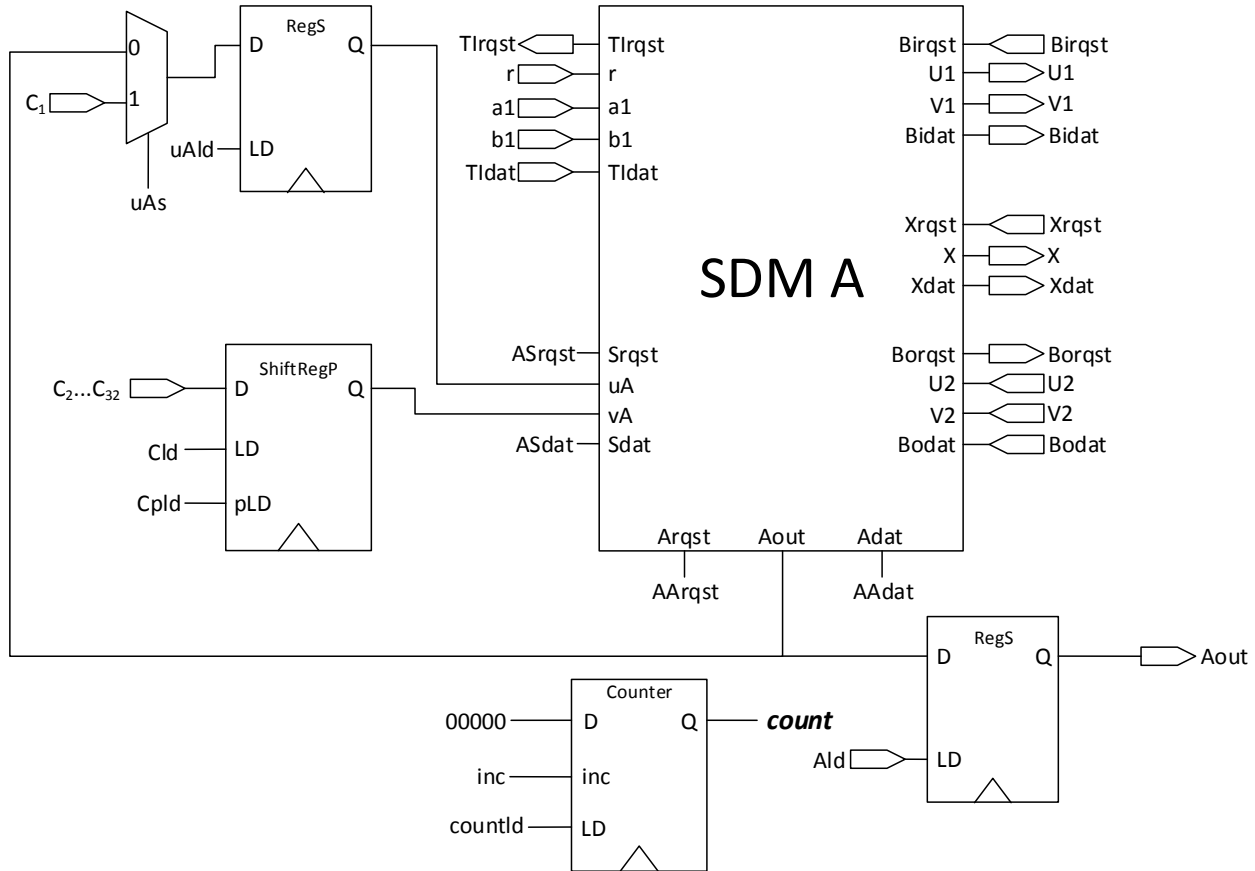 0
C₁
1
uAs
RegS
D
Q
uAld
LD
TIrqst
TIrqst
r
r
a1
a1
b1
b1
TIdat
TIdat
Birqst
Birqst
U1
U1
V1
V1
Bidat
Bidat
Xrqst
Xrqst
X
X
Xdat
Xdat
SDM A
ShiftRegP
C₂...C₃₂
D
Q
Cld
LD
Cpld
pLD
ASrqst
Srqst
uA
vA
ASdat
Sdat
Borqst
Borqst
U2
U2
V2
V2
Bodat
Bodat
Arqst
Aout
Adat
AArqst
AAdat
RegS
D
Q
Aout
Ald
LD
Counter
00000
D
Q
count
inc
inc
countld
LD